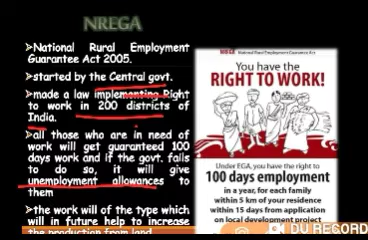 NREGA
➢National Rural Employment
Guarantee Act 2005.
➢started by the Central govt.
➢made a law implementing Right
to work in 200 districts of
India.
➢all those who are in need of
work will get guaranteed 100
days work and if the govt. fails
to do so, it will give
unemployment allowances to
them
➢the work will of the type which
will in future help to increase
the production from land
National Rural Employment Guarantee Act
You have the
RIGHT TO WORK!
Under EGA, you have the right to
100 days employment
in a year, for each family
within 5 km of your residence
within 15 days from application
on local development project
DU RECORD